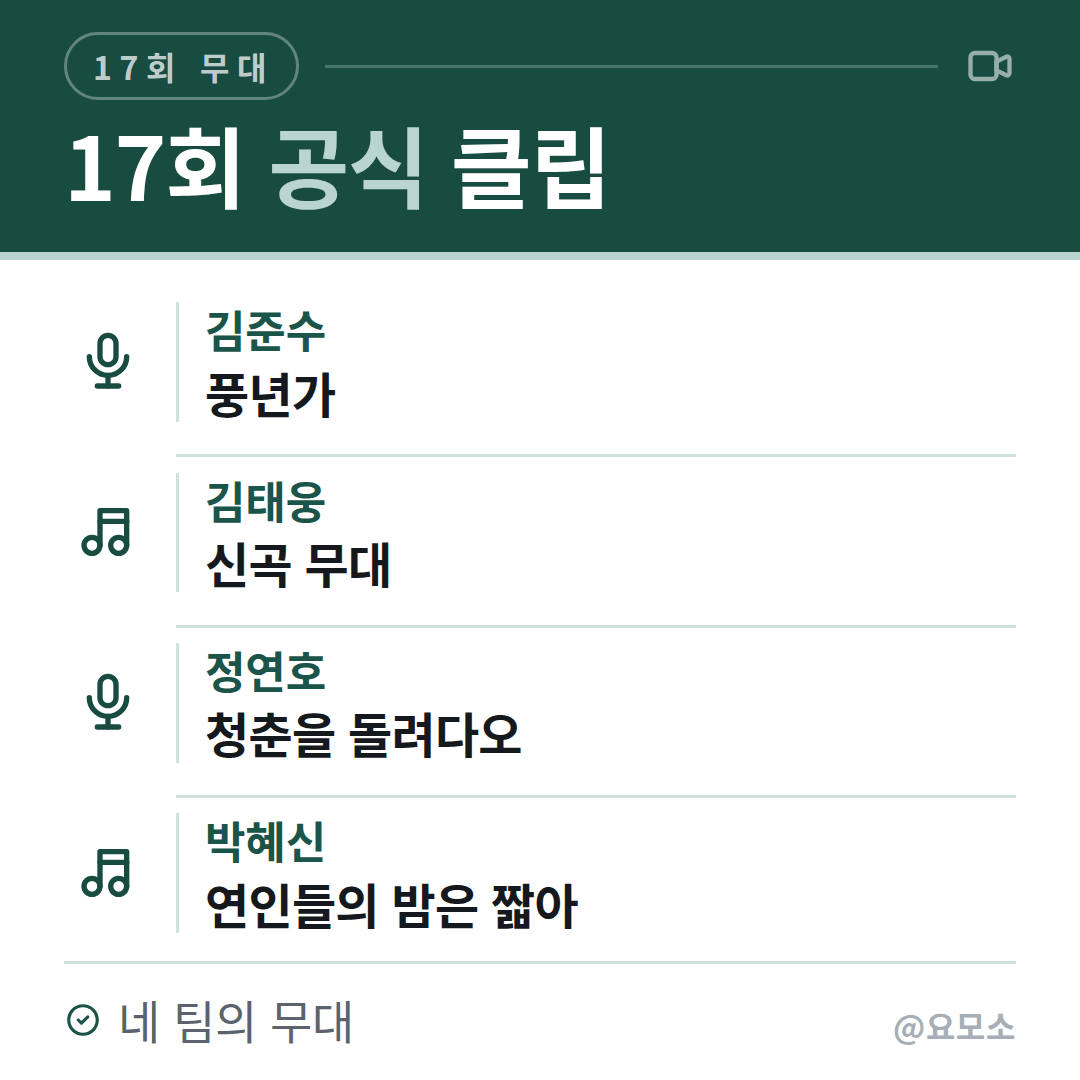 17회 무대
17회 공식 클립
김준수
풍년가
김태웅
신곡 무대
정연호
청춘을 돌려다오
박혜신
연인들의 밤은 짧아
네 팀의 무대
@요모소